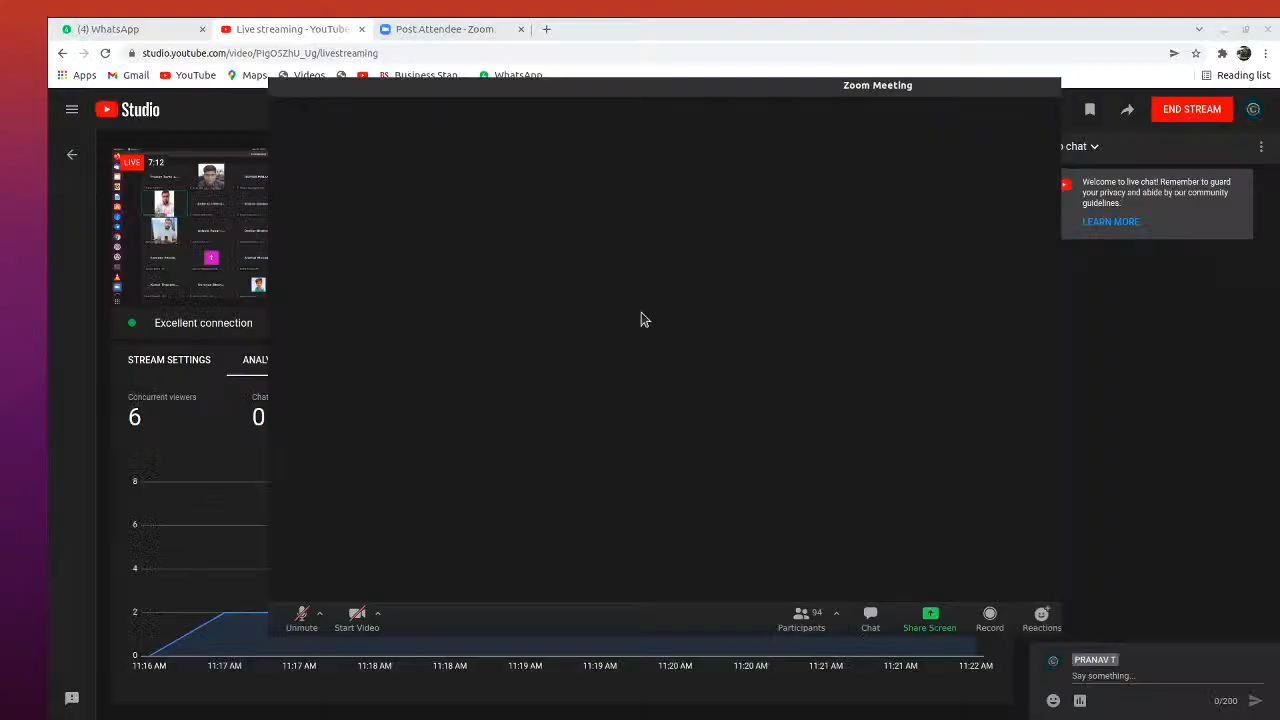 (4) WhatsApp
Live streaming - YouTube
Post Attendee - Zoom
studio.youtube.com/video/PIgO5ZhU_Ug/livestreaming
Apps
Gmail
YouTube
Maps
Videos
BS
Business Stan
WhatsApp
Reading list
Zoom Meeting
Studio
END STREAM
LIVE 7:12
chat
Welcome to live chat! Remember to guard
your privacy and abide by our community
guidelines.
LEARN MORE
Excellent connection
STREAM SETTINGS
ANALY
Concurrent viewers
6
Chat
0
8
6
4
2
0
Unmute
Start Video
94
Participants
Chat
Share Screen
Record
Reactions
11:16 AM 11:17 AM 11:17 AM 11:18 AM 11:18 AM 11:19 AM 11:19 AM 11:20 AM 11:20 AM 11:21 AM 11:21 AM 11:22 AM
PRANAV T
Say something...
0/200